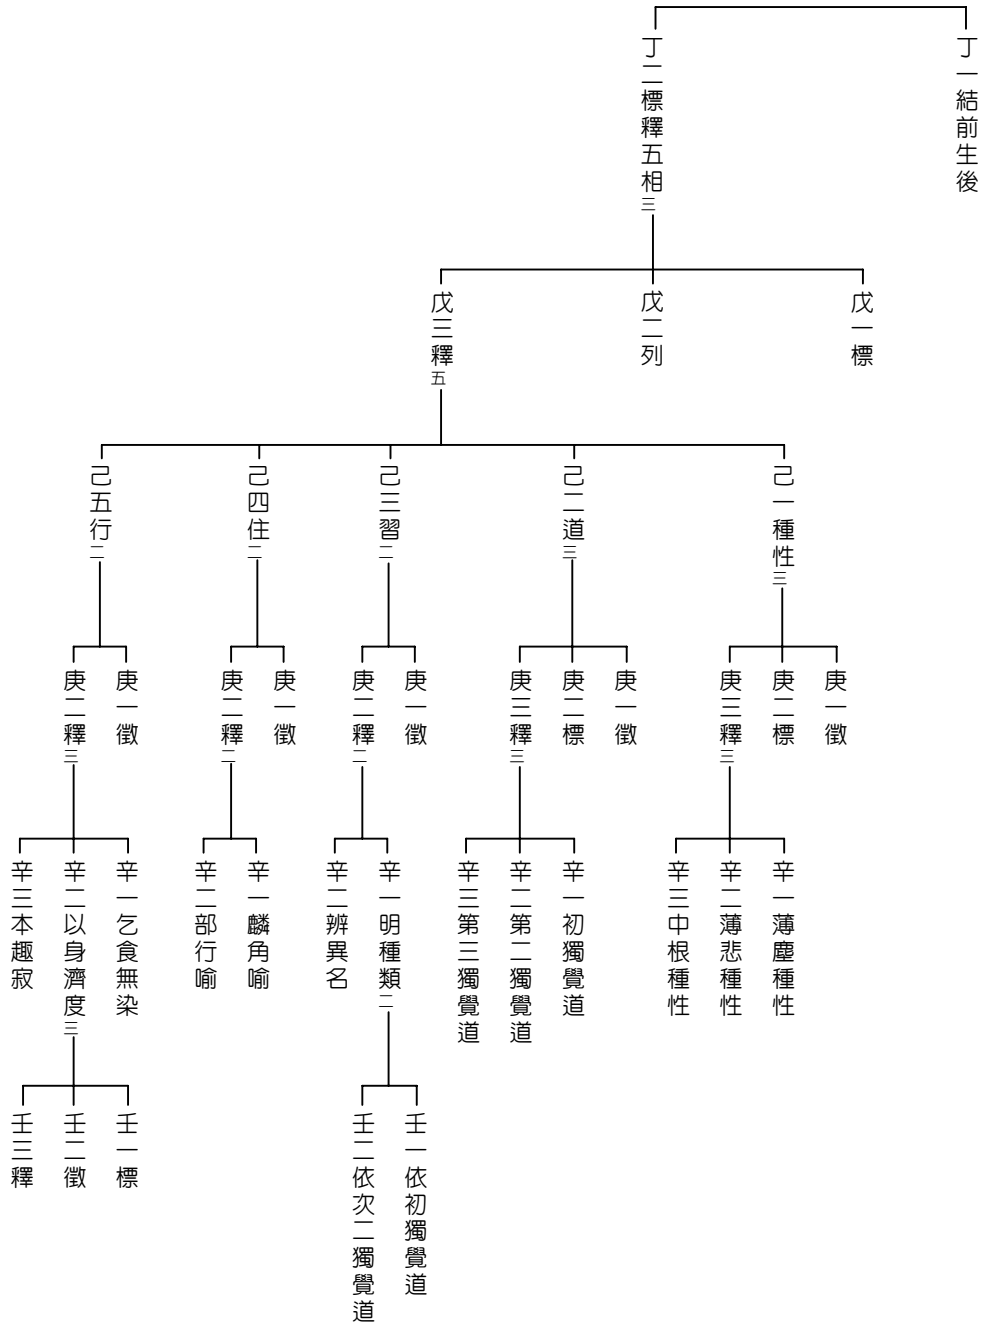 丁一結前生後
丁二標釋五相三
戊一標
戊二列
戊三釋五
己一種性三
己二道三
己三習二
己四住二
己五行二
庚一徵
庚二標
庚三釋三
庚一徵
庚二標
庚三釋三
庚一徵
庚二釋二
庚一徵
庚二釋二
庚一徵
庚二釋三
辛一薄塵種性
辛二薄悲種性
辛三中根種性
辛一初獨覺道
辛二第二獨覺道
辛三第三獨覺道
辛一明種類二
辛二辨異名
辛一麟角喻
辛二部行喻
辛一乞食無染
辛二以身濟度三
辛三本趣寂
壬一依初獨覺道
壬二依次二獨覺道
壬一標
壬二徵
壬三釋